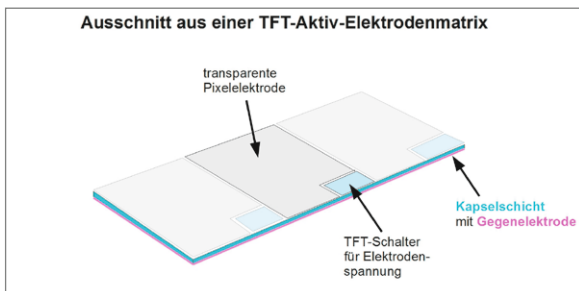 Ausschnitt aus einer TFT-Aktiv-Elektrodenmatrix
transparente
Pixelelektrode
Kapselschicht
mit Gegenelektrode
TFT-Schalter
für Elektroden-
spannung